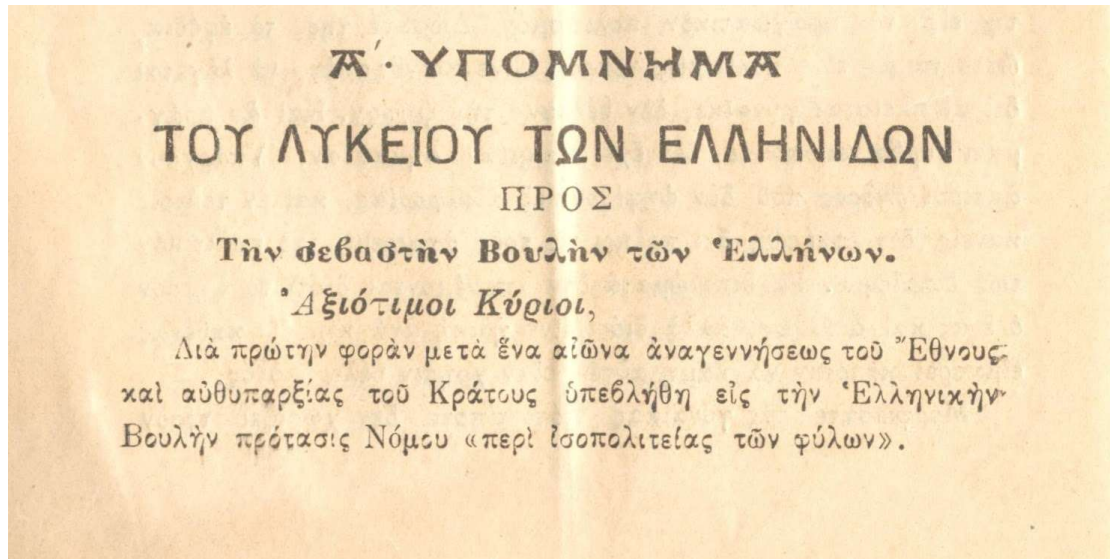 Α΄. ΥΠΟΜΝΗΜΑ
ΤΟΥ ΛΥΚΕΙΟΥ ΤΩΝ ΕΛΛΗΝΙΔΩΝ
ΠΡΟΣ
Τὴν σεβαστὴν Βουλὴν τῶν Ἑλλήνων.
Ἀξιότιμοι Κύριοι,
Διὰ πρώτην φορὰν μετὰ ἕνα αἰῶνα ἀναγεννήσεως τοῦ Ἔθνους
καὶ αὐθυπαρξίας τοῦ Κράτους ὑπεβλήθη εἰς τὴν Ἑλληνικὴν
Βουλὴν πρότασις Νόμου «περὶ ἰσοπολιτείας τῶν φύλων».